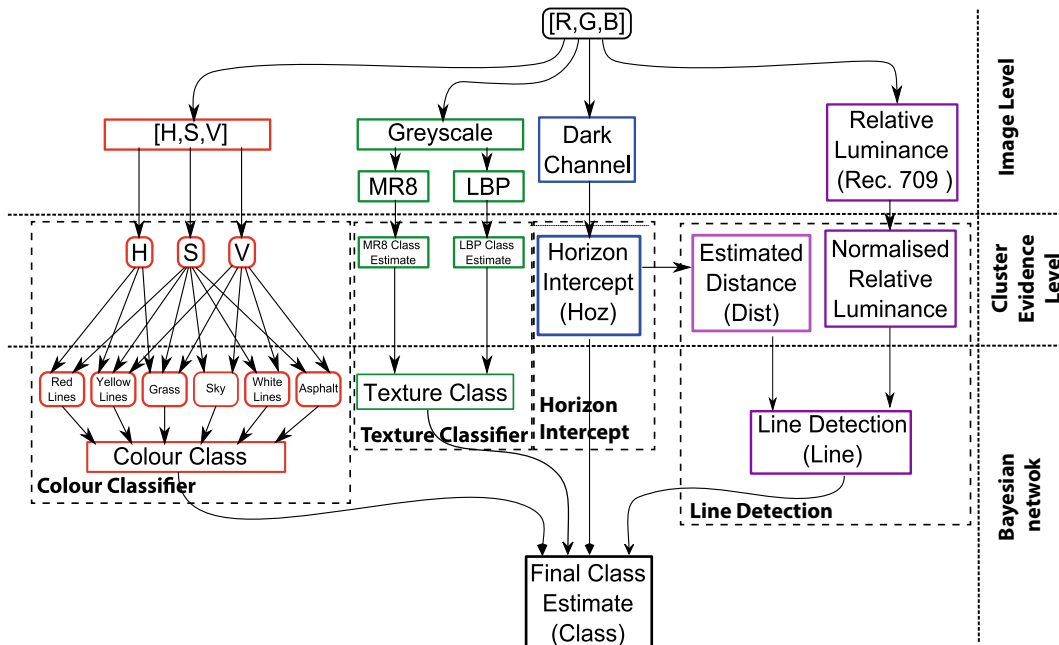 [R,G,B]
Image Level
[H,S,V]
Greyscale
Dark
Channel
Relative
Luminance
(Rec. 709 )
MR8
LBP
Cluster
Evidence
Level
H
S
V
MR8 Class
Estimate
LBP Class
Estimate
Horizon
Intercept
(Hoz)
Estimated
Distance
(Dist)
Normalised
Relative
Luminance
Bayesian
netwok
Red
Lines
Yellow
Lines
Grass
Sky
White
Lines
Asphalt
Colour Class
Colour Classifier
Texture Class
Texture Classifier
Horizon
Intercept
Line Detection
(Line)
Line Detection
Final Class
Estimate
(Class)